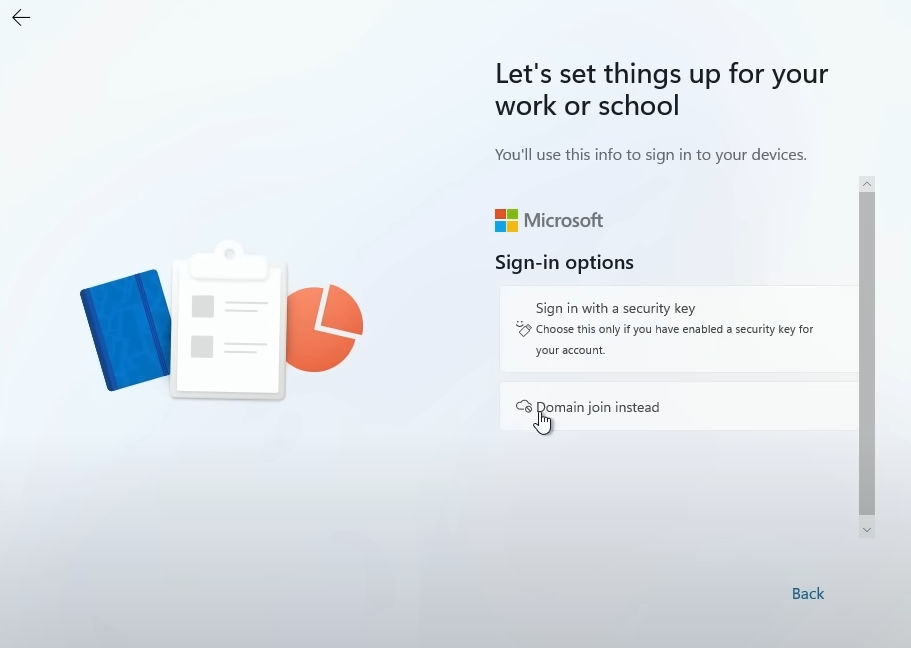 Let's set things up for your
work or school
You'll use this info to sign in to your devices.
Microsoft
Sign-in options
Sign in with a security key
Choose this only if you have enabled a security key for
your account.
Domain join instead
Back